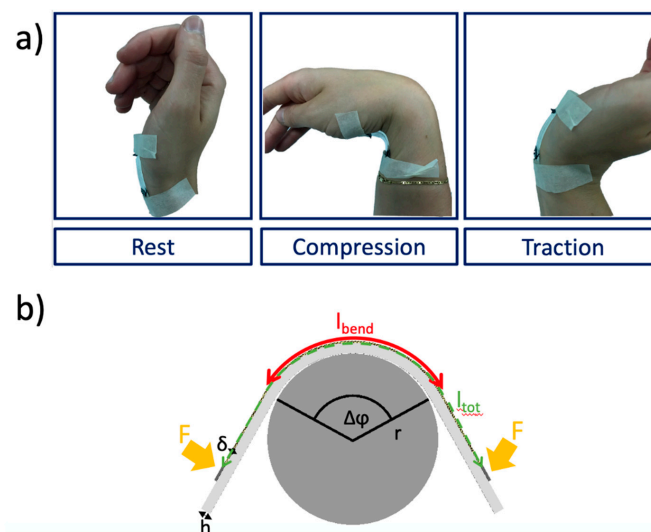 a)
Rest
Compression
Traction
b)
l_bend
l_tot
Δφ
r
F
F
δ
h